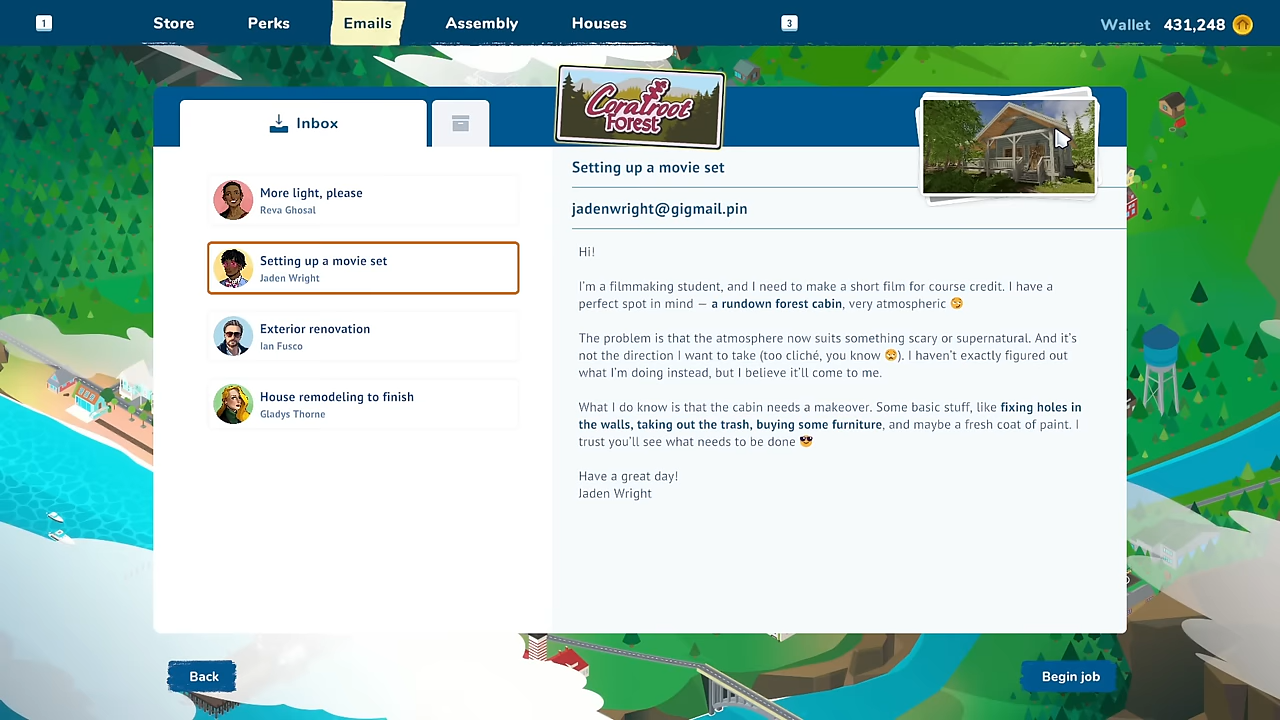 1
Store
Perks
Emails
Assembly
Houses
3
Wallet 431,248
Inbox
Coralroot
FOREST
More light, please
Reva Ghosal
Setting up a movie set
Jaden Wright
Exterior renovation
Ian Fusco
House remodeling to finish
Gladys Thorne
Setting up a movie set
jadenwright@gigmail.pin
Hi!
I'm a filmmaking student, and I need to make a short film for course credit. I have a
perfect spot in mind — a rundown forest cabin, very atmospheric 😏
The problem is that the atmosphere now suits something scary or supernatural. And it's
not the direction I want to take (too cliché, you know �repeat). I haven't exactly figured out
what I'm doing instead, but I believe it'll come to me.
What I do know is that the cabin needs a makeover. Some basic stuff, like fixing holes in
the walls, taking out the trash, buying some furniture, and maybe a fresh coat of paint. I
trust you'll see what needs to be done 😎
Have a great day!
Jaden Wright
Back
Begin job